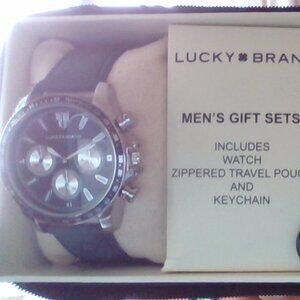 LUCKY BRAN
MEN'S GIFT SETS
INCLUDES
WATCH
ZIPPERED TRAVEL POUC
AND
KEYCHAIN